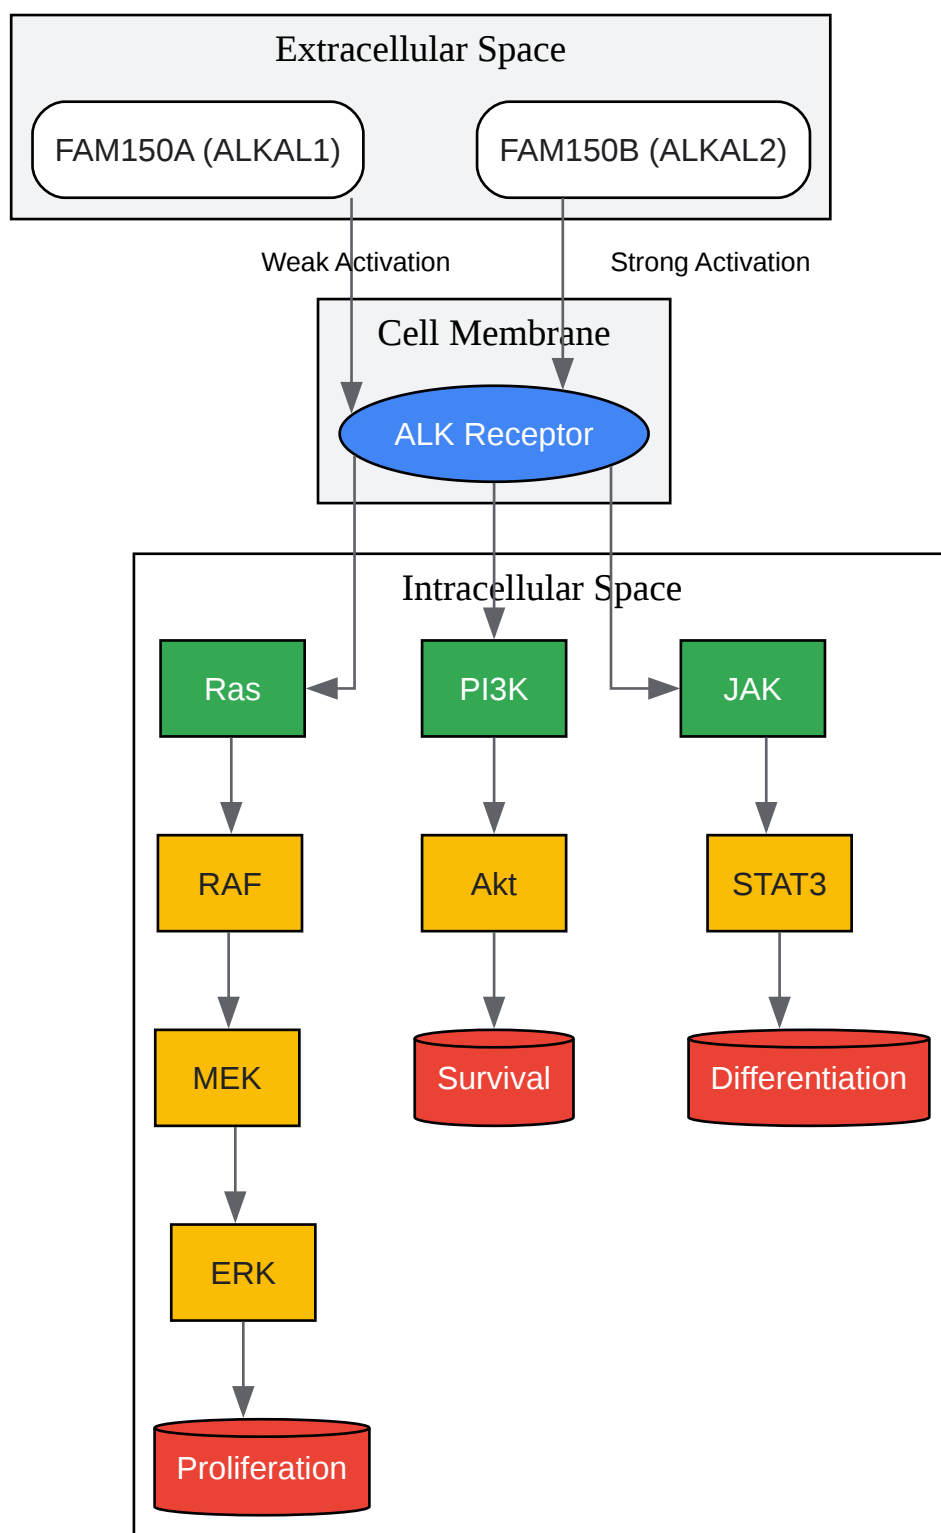 Extracellular Space
FAM150A (ALKAL1)
FAM150B (ALKAL2)
Weak Activation
Strong Activation
Cell Membrane
ALK Receptor
Intracellular Space
Ras
PI3K
JAK
RAF
Akt
STAT3
MEK
Survival
Differentiation
ERK
Proliferation